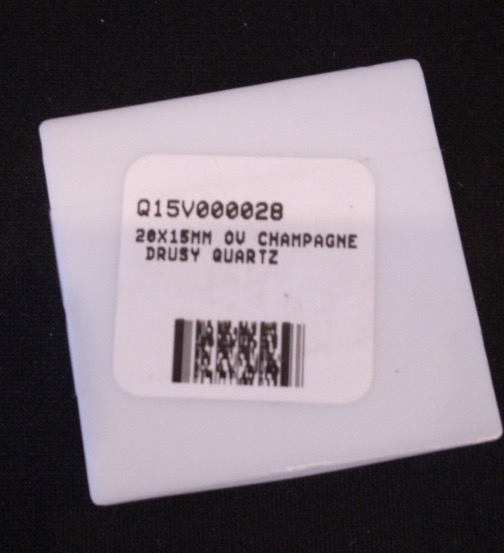 Q15V000028
20X15MM OV CHAMPAGNE
DRUSY QUARTZ